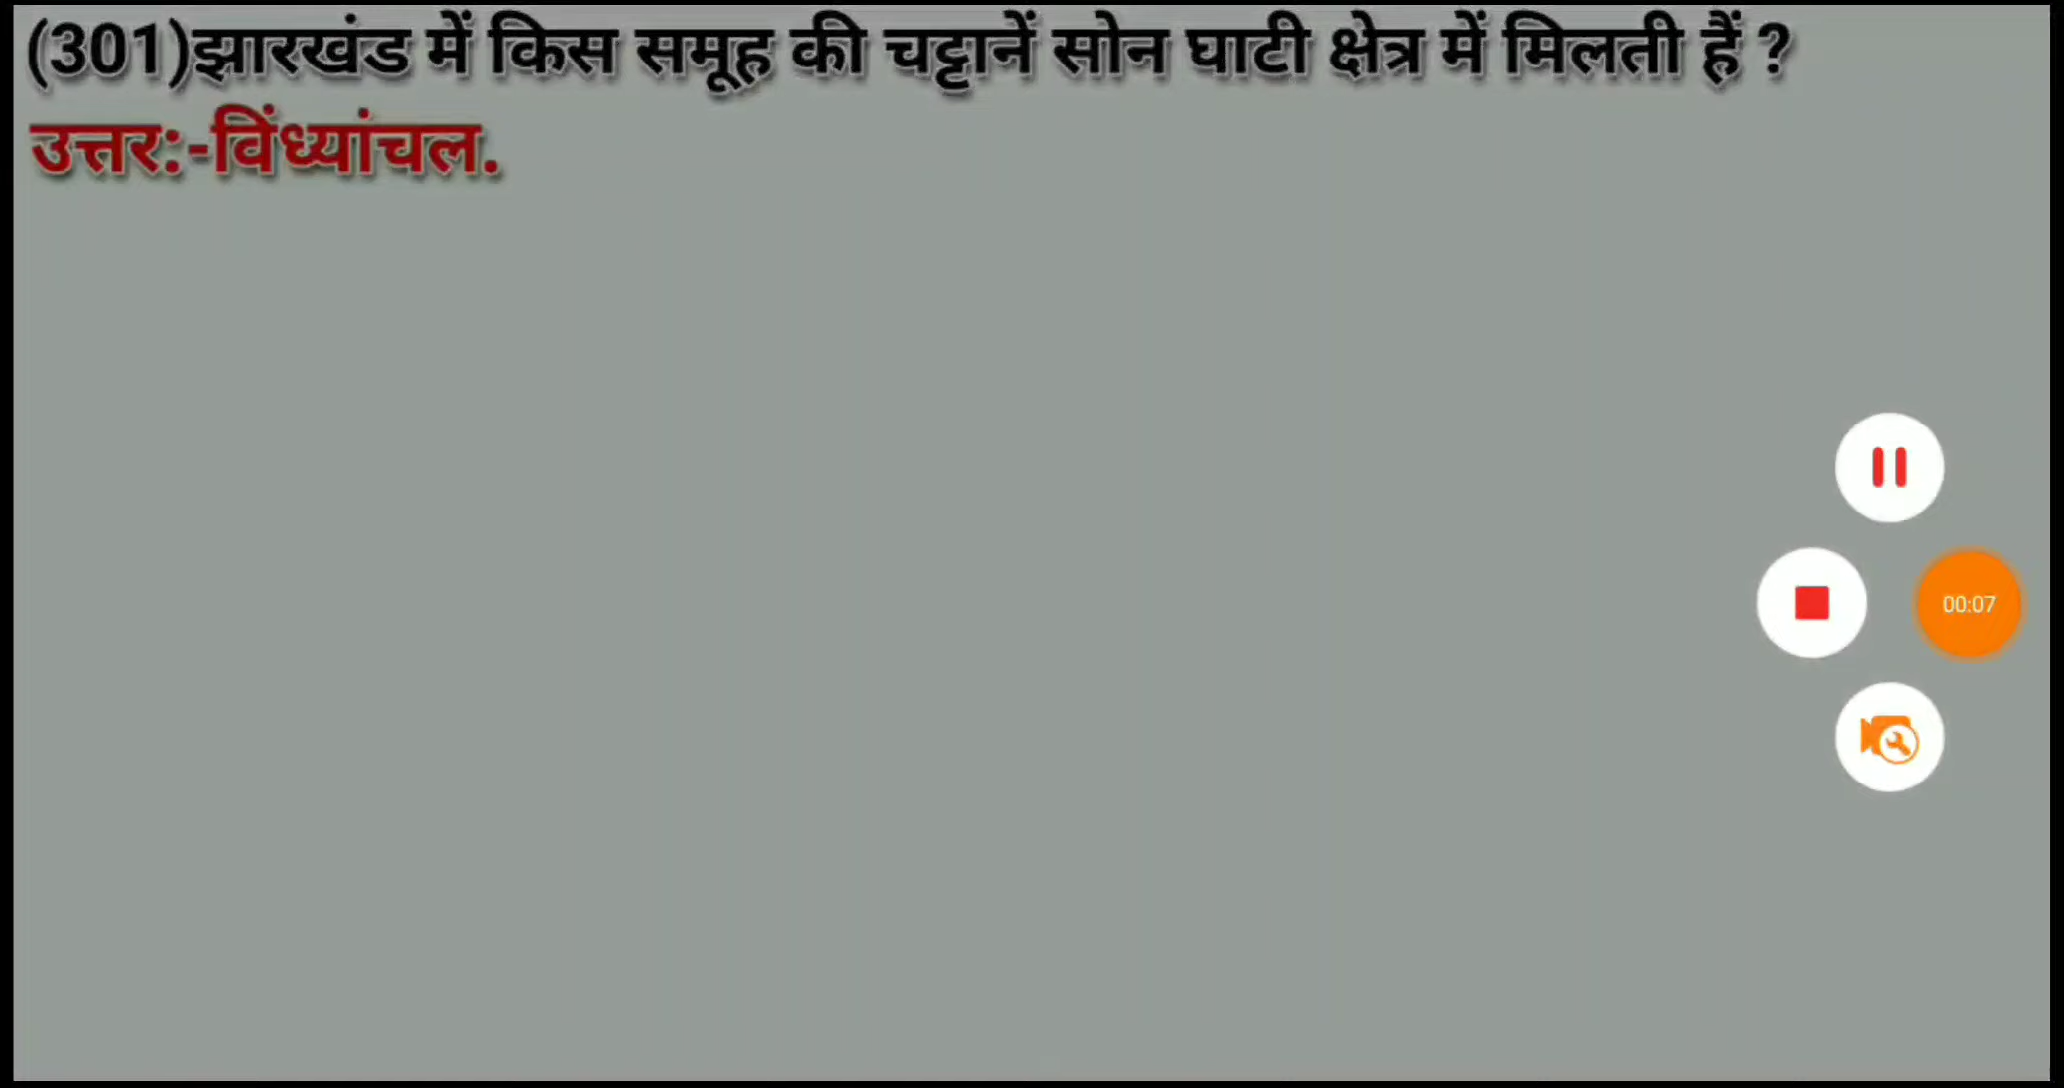 (301)झारखंड में किस समूह की चट्टानें सोन घाटी क्षेत्र में मिलती हैं ?
उत्तर:-विंध्यांचल.
00:07